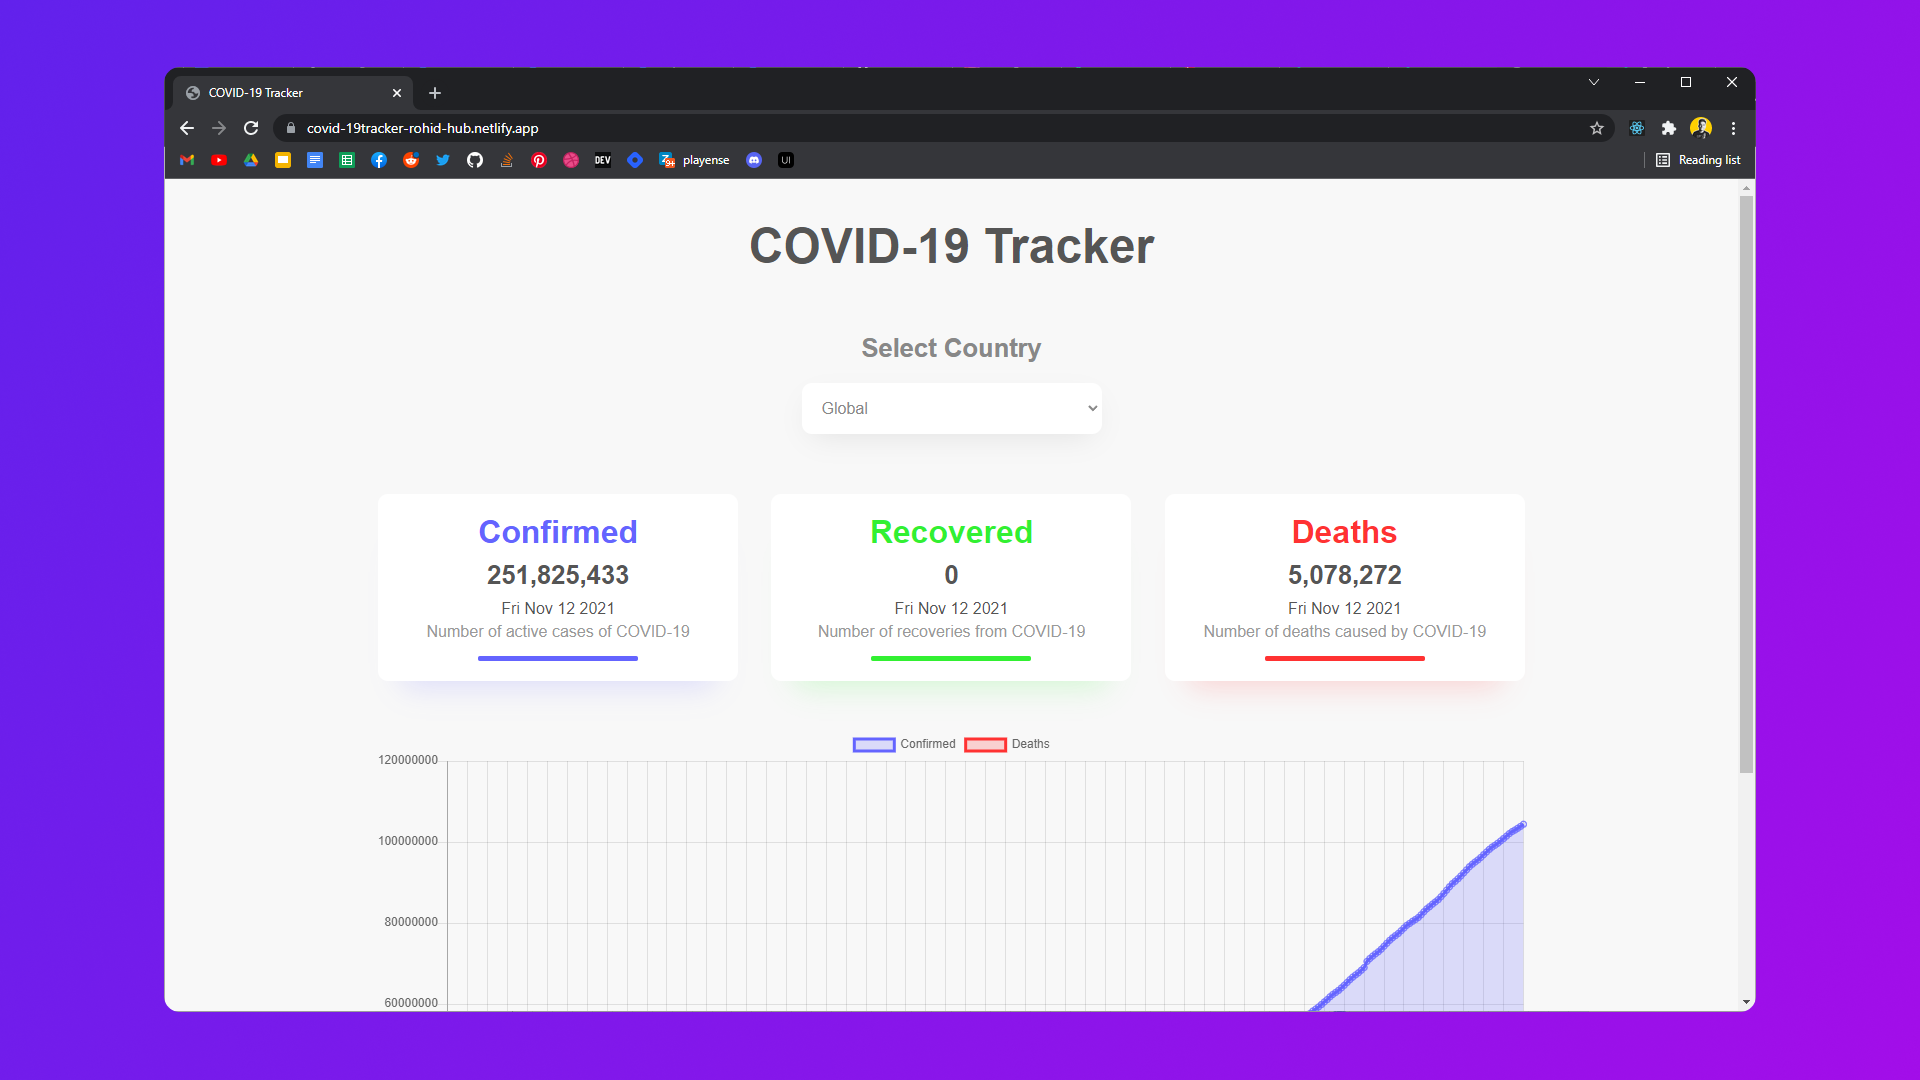 COVID-19 Tracker
covid-19tracker-rohid-hub.netlify.app
DEV
9+
playense
UI
Reading list
COVID-19 Tracker
Select Country
Global
Confirmed
251,825,433
Fri Nov 12 2021
Number of active cases of COVID-19
Recovered
0
Fri Nov 12 2021
Number of recoveries from COVID-19
Deaths
5,078,272
Fri Nov 12 2021
Number of deaths caused by COVID-19
Confirmed
Deaths
120000000
100000000
80000000
60000000